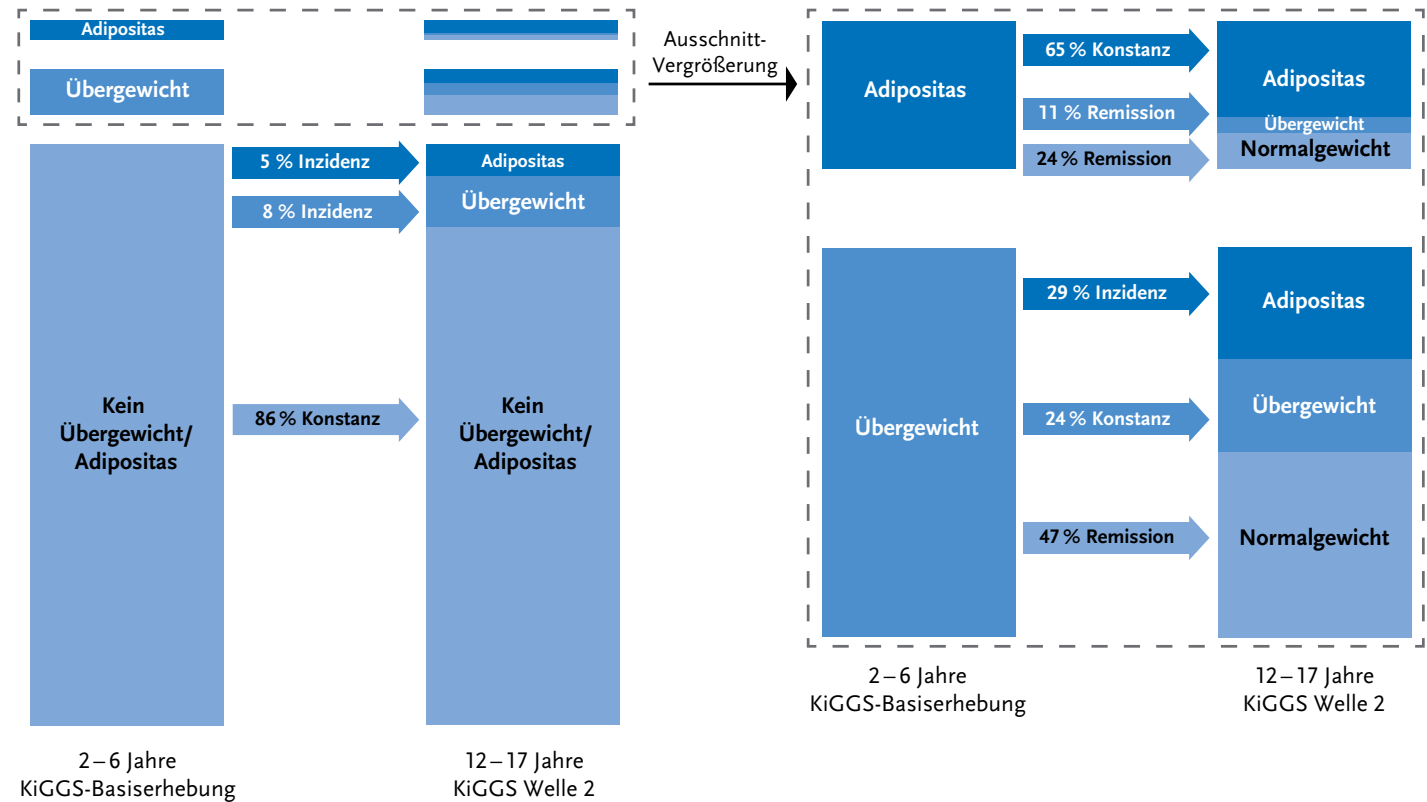 Adipositas
Übergewicht
5 % Inzidenz
Adipositas
8 % Inzidenz
Übergewicht
Kein
Übergewicht/
Adipositas
86 % Konstanz
Kein
Übergewicht/
Adipositas
2–6 Jahre
KiGGS-Basiserhebung
12–17 Jahre
KiGGS Welle 2
Ausschnitt-
Vergrößerung
Adipositas
65 % Konstanz
Adipositas
11 % Remission
Übergewicht
24 % Remission
Normalgewicht
Übergewicht
29 % Inzidenz
Adipositas
24 % Konstanz
Übergewicht
47 % Remission
Normalgewicht
2–6 Jahre
KiGGS-Basiserhebung
12–17 Jahre
KiGGS Welle 2